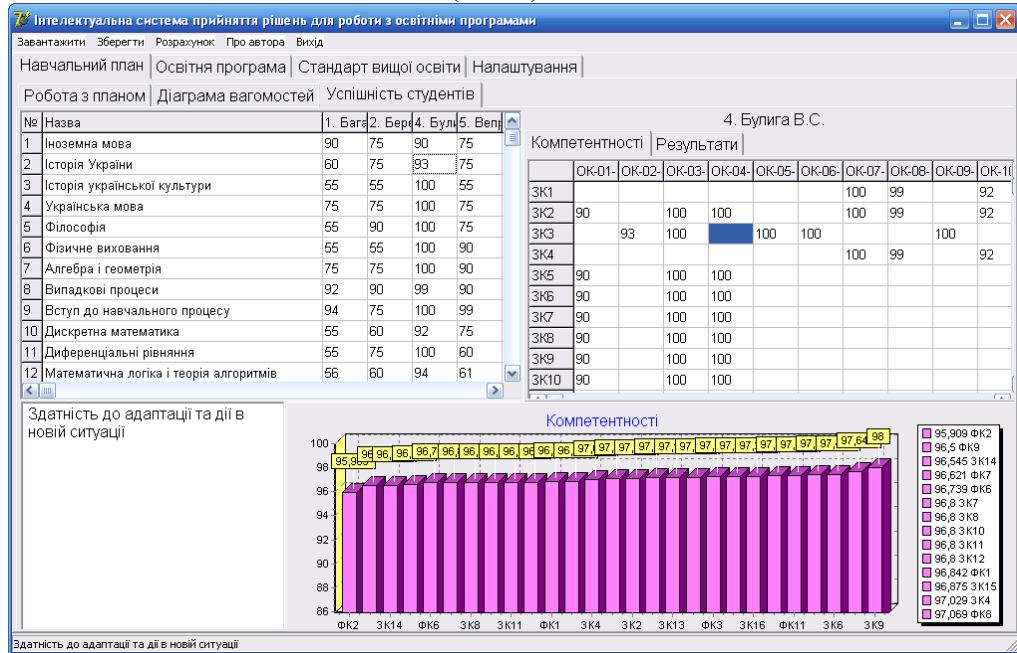 Інтелектуальна система прийняття рішень для роботи з освітніми програмами
Завантажити Зберегти Розрахунок Про автора Вихід
Навчальний план Освітня програма Стандарт вищої освіти Налаштування
Робота з планом Діаграма вагомостей Успішність студентів
№ Назва 1. Бага 2. Бере 4. Були 5. Вепр
1 Іноземна мова 90 75 90 75
2 Історія України 60 75 93 75
3 Історія української культури 55 55 100 55
4 Українська мова 75 75 100 75
5 Філософія 55 90 100 75
6 Фізичне виховання 55 55 100 90
7 Алгебра і геометрія 75 75 100 90
8 Випадкові процеси 92 90 99 90
9 Вступ до навчального процесу 94 75 100 99
10 Дискретна математика 55 60 92 75
11 Диференціальні рівняння 55 75 100 60
12 Математична логіка і теорія алгоритмів 56 60 94 61
4. Булига В.С.
Компетентності Результати
ОК-01- ОК-02- ОК-03- ОК-04- ОК-05- ОК-06- ОК-07- ОК-08- ОК-09- ОК-10
ЗК1 100 99 92
ЗК2 90 100 100 100 99 92
ЗК3 93 100 100 100 100
ЗК4 100 99 92
ЗК5 90 100 100
ЗК6 90 100 100
ЗК7 90 100 100
ЗК8 90 100 100
ЗК9 90 100 100
ЗК10 90 100 100
Здатність до адаптації та дії в
новій ситуації
Компетентності
100
98
96
94
92
90
88
86
97,64 98
ФК2 ЗК14 ФК6 ЗК8 ЗК11 ФК1 ЗК4 ЗК2 ЗК13 ФК3 ЗК16 ФК11 ЗК6 ЗК9
95,909 ФК2
96,5 ФК9
96,545 ЗК14
96,621 ФК7
96,739 ФК6
96,8 ЗК7
96,8 ЗК8
96,8 ЗК10
96,8 ЗК11
96,8 ЗК12
96,842 ФК1
96,875 ЗК15
97,029 ЗК4
97,069 ФК8
Здатність до адаптації та дії в новій ситуації